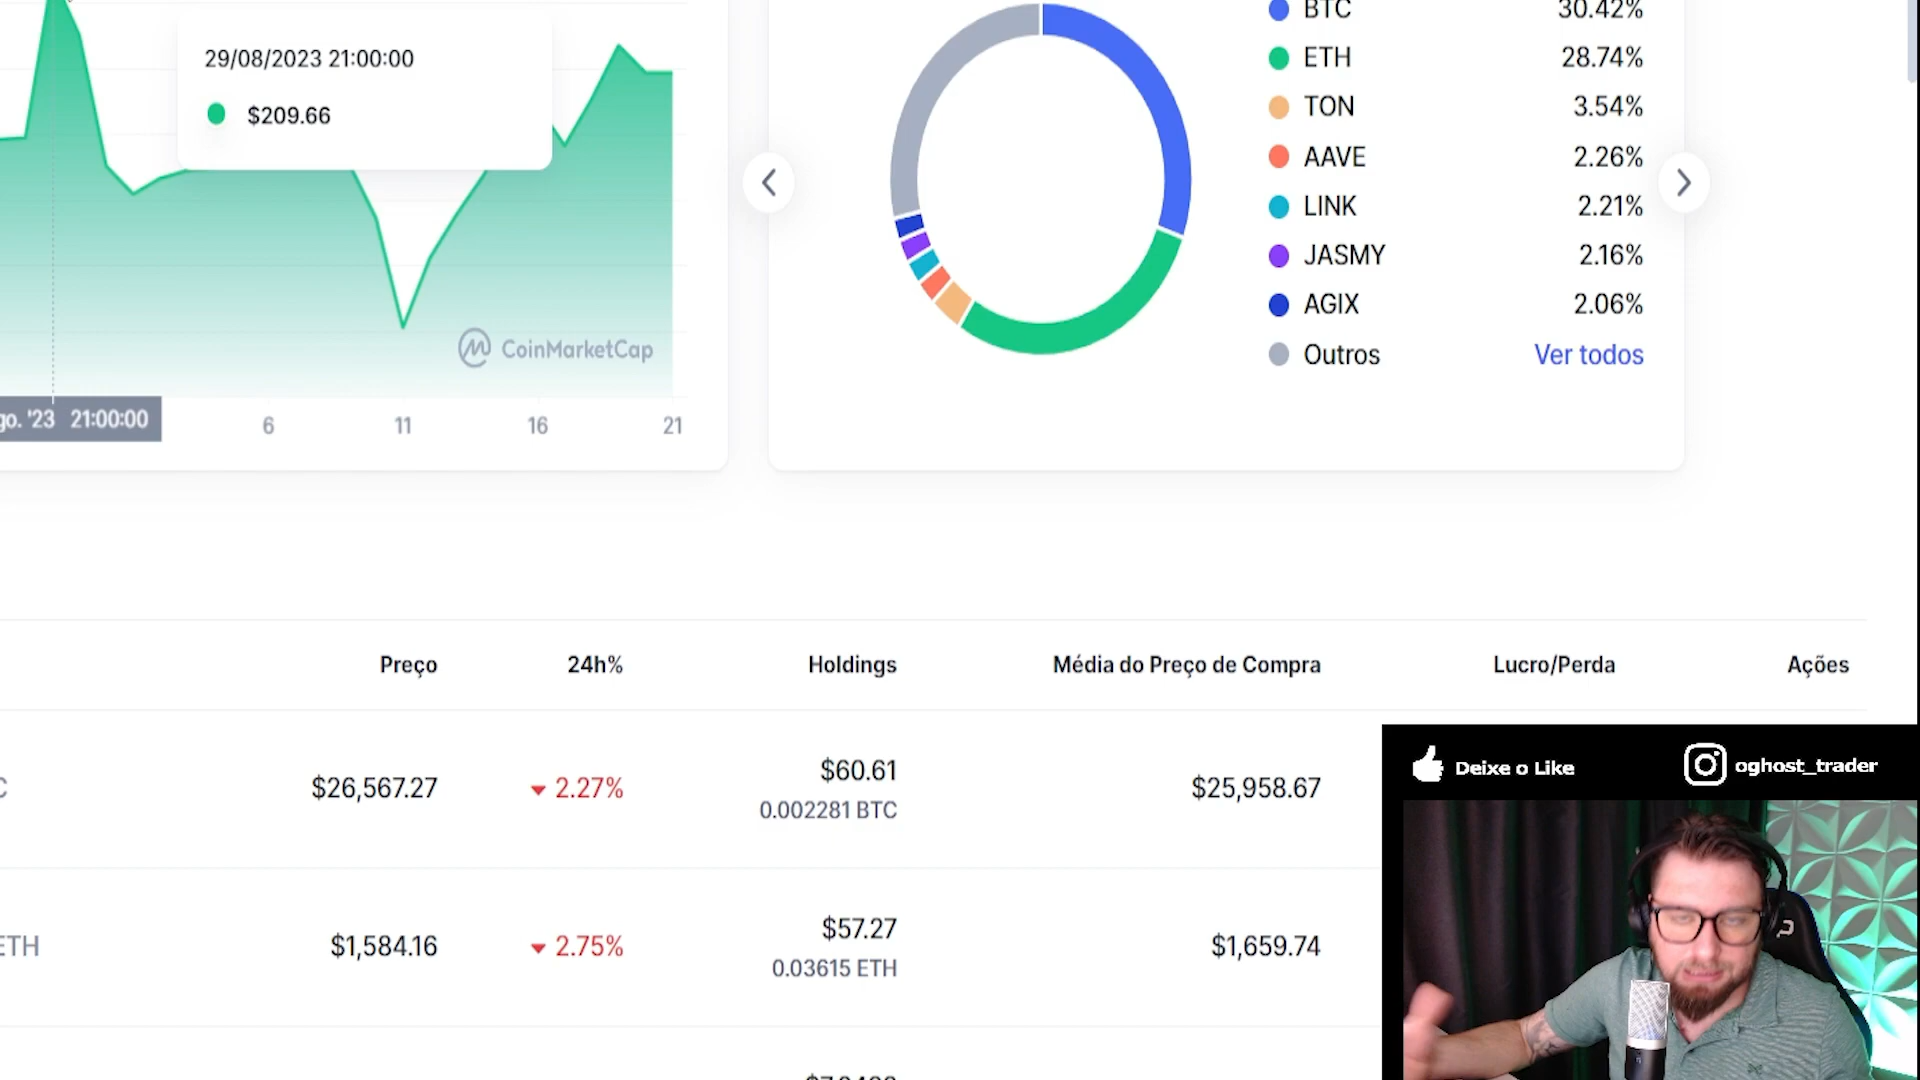 29/08/2023 21:00:00
$209.66
CoinMarketCap
go. '23 21:00:00
6
11
16
21
BTC 30.42%
ETH 28.74%
TON 3.54%
AAVE 2.26%
LINK 2.21%
JASMY 2.16%
AGIX 2.06%
Outros Ver todos
Preço 24h% Holdings Média do Preço de Compra Lucro/Perda Ações
$26,567.27 2.27% $60.61 $25,958.67
0.002281 BTC
ETH $1,584.16 2.75% $57.27 $1,659.74
0.03615 ETH
Deixe o Like
oghost_trader